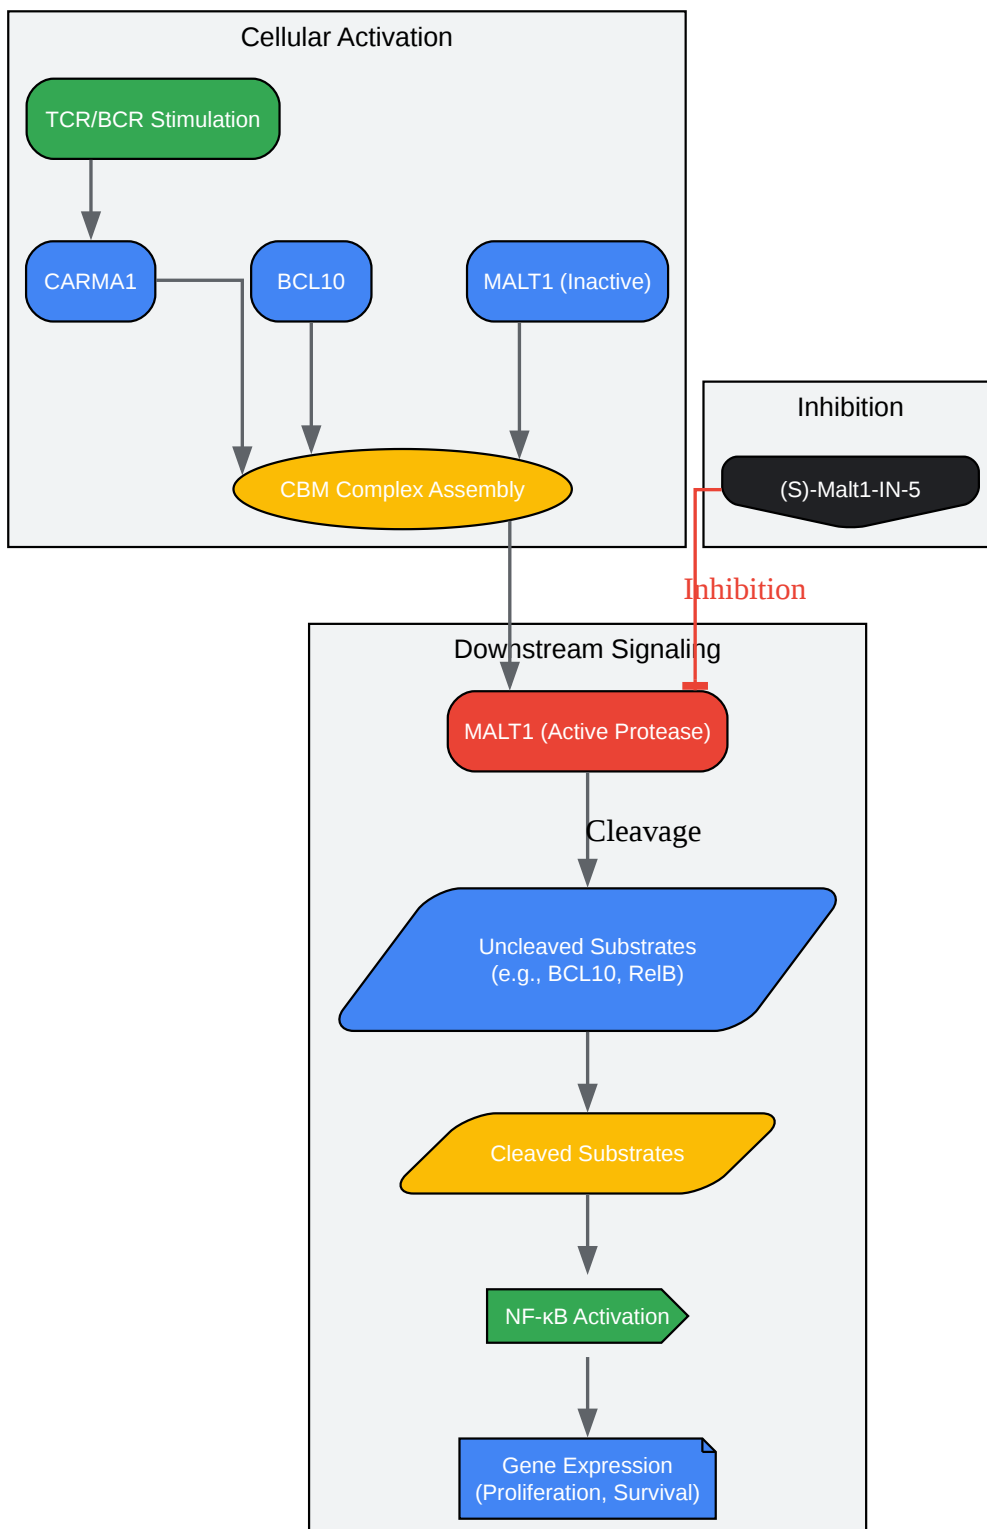 Cellular Activation
TCR/BCR Stimulation
CARMA1
BCL10
MALT1 (Inactive)
CBM Complex Assembly
Inhibition
(S)-Malt1-IN-5
Inhibition
Downstream Signaling
MALT1 (Active Protease)
Cleavage
Uncleaved Substrates
(e.g., BCL10, RelB)
Cleaved Substrates
NF-κB Activation
Gene Expression
(Proliferation, Survival)